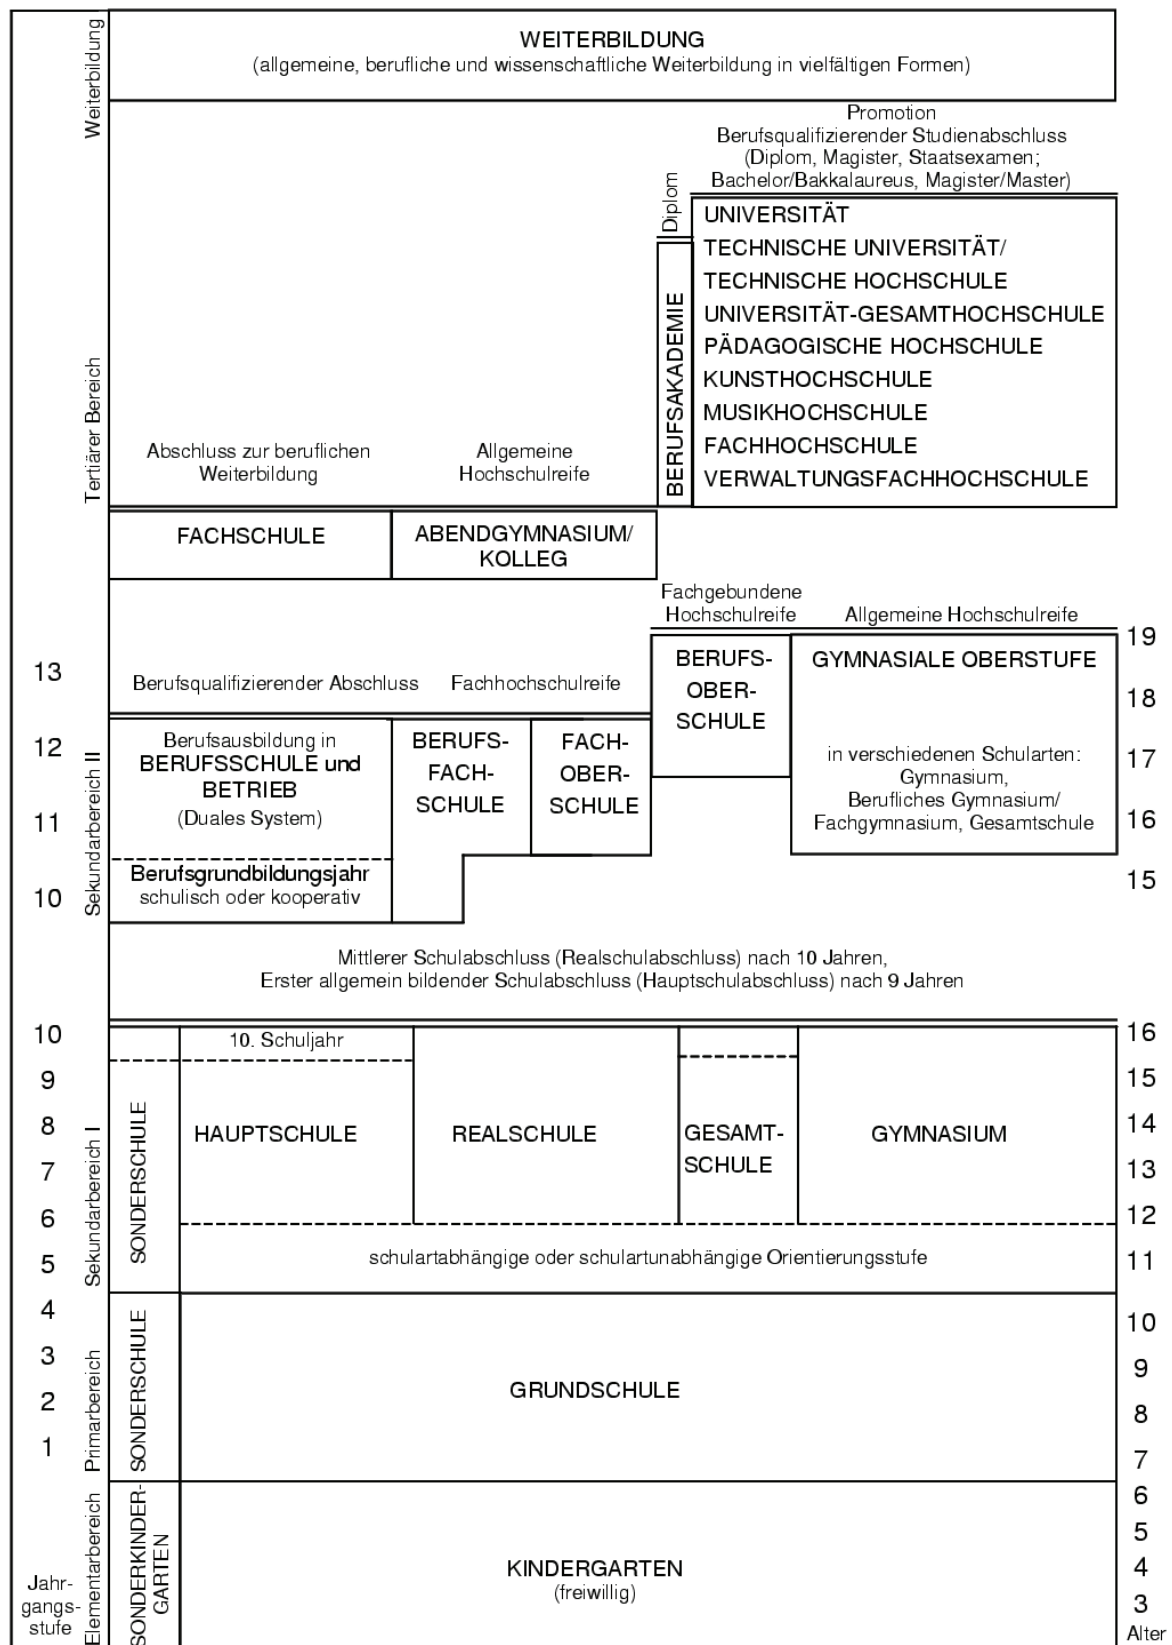 Weiterbildung
WEITERBILDUNG
(allgemeine, berufliche und wissenschaftliche Weiterbildung in vielfältigen Formen)
Promotion
Berufsqualifizierender Studienabschluss
(Diplom, Magister, Staatsexamen;
Bachelor/Bakkalaureus, Magister/Master)
Tertiärer Bereich
Diplom
BERUFSAKADEMIE
UNIVERSITÄT
TECHNISCHE UNIVERSITÄT/
TECHNISCHE HOCHSCHULE
UNIVERSITÄT-GESAMTHOCHSCHULE
PÄDAGOGISCHE HOCHSCHULE
KUNSTHOCHSCHULE
MUSIKHOCHSCHULE
FACHHOCHSCHULE
VERWALTUNGSFACHHOCHSCHULE
Abschluss zur beruflichen
Weiterbildung
Allgemeine
Hochschulreife
FACHSCHULE
ABENDGYMNASIUM/
KOLLEG
Fachgebundene
Hochschulreife
Allgemeine Hochschulreife
19
13
Berufsqualifizierender Abschluss
Fachhochschulreife
BERUFS-
OBER-
SCHULE
GYMNASIALE OBERSTUFE
18
Sekundarbereich II
12
Berufsausbildung in
BERUFSSCHULE und
BETRIEB
(Duales System)
BERUFS-
FACH-
SCHULE
FACH-
OBER-
SCHULE
in verschiedenen Schularten:
Gymnasium,
Berufliches Gymnasium/
Fachgymnasium, Gesamtschule
17
11
16
Berufsgrundbildungsjahr
schulisch oder kooperativ
10
15
Mittlerer Schulabschluss (Realschulabschluss) nach 10 Jahren,
Erster allgemein bildender Schulabschluss (Hauptschulabschluss) nach 9 Jahren
10
10. Schuljahr
16
9
15
Sekundarbereich I
SONDERSCHULE
8
HAUPTSCHULE
REALSCHULE
GESAMT-
SCHULE
GYMNASIUM
14
7
13
6
12
5
schulartabhängige oder schulartunabhängige Orientierungsstufe
11
4
10
Primarbereich
SONDERSCHULE
3
9
GRUNDSCHULE
2
8
1
7
6
Elementarbereich
SONDERKINDER-
GARTEN
5
KINDERGARTEN
(freiwillig)
4
3
Jahr-
gangs-
stufe
Alter